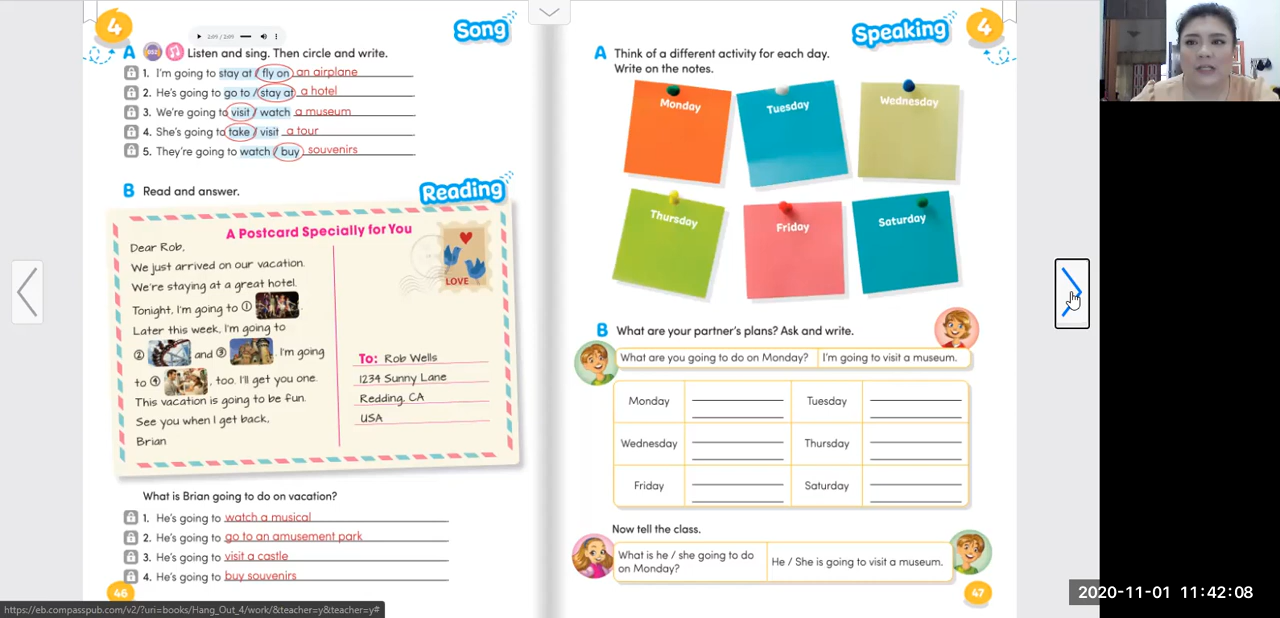 4
Song
2:09 / 2:09
A 052 Listen and sing. Then circle and write.
1. I'm going to stay at / fly on an airplane
2. He's going to go to / stay at a hotel
3. We're going to visit / watch a museum
4. She's going to take / visit a tour
5. They're going to watch / buy souvenirs
B Read and answer.
Reading
A Postcard Specially for You
Dear Rob,
We just arrived on our vacation.
We're staying at a great hotel.
Tonight, I'm going to ①
Later this week, I'm going to
② and ③ . I'm going
to ④ , too. I'll get you one.
This vacation is going to be fun.
See you when I get back,
Brian
LOVE
To: Rob Wells
1234 Sunny Lane
Redding, CA
USA
What is Brian going to do on vacation?
1. He's going to watch a musical
2. He's going to go to an amusement park
3. He's going to visit a castle
4. He's going to buy souvenirs
46
Speaking
4
A Think of a different activity for each day.
Write on the notes.
Monday
Tuesday
Wednesday
Thursday
Friday
Saturday
B What are your partner's plans? Ask and write.
What are you going to do on Monday? I'm going to visit a museum.
Monday Tuesday
Wednesday Thursday
Friday Saturday
Now tell the class.
What is he / she going to do
on Monday?
He / She is going to visit a museum.
47
https://eb.compasspub.com/v2/?uri=books/Hang_Out_4/work/&teacher=y&teacher=y#
2020-11-01 11:42:08